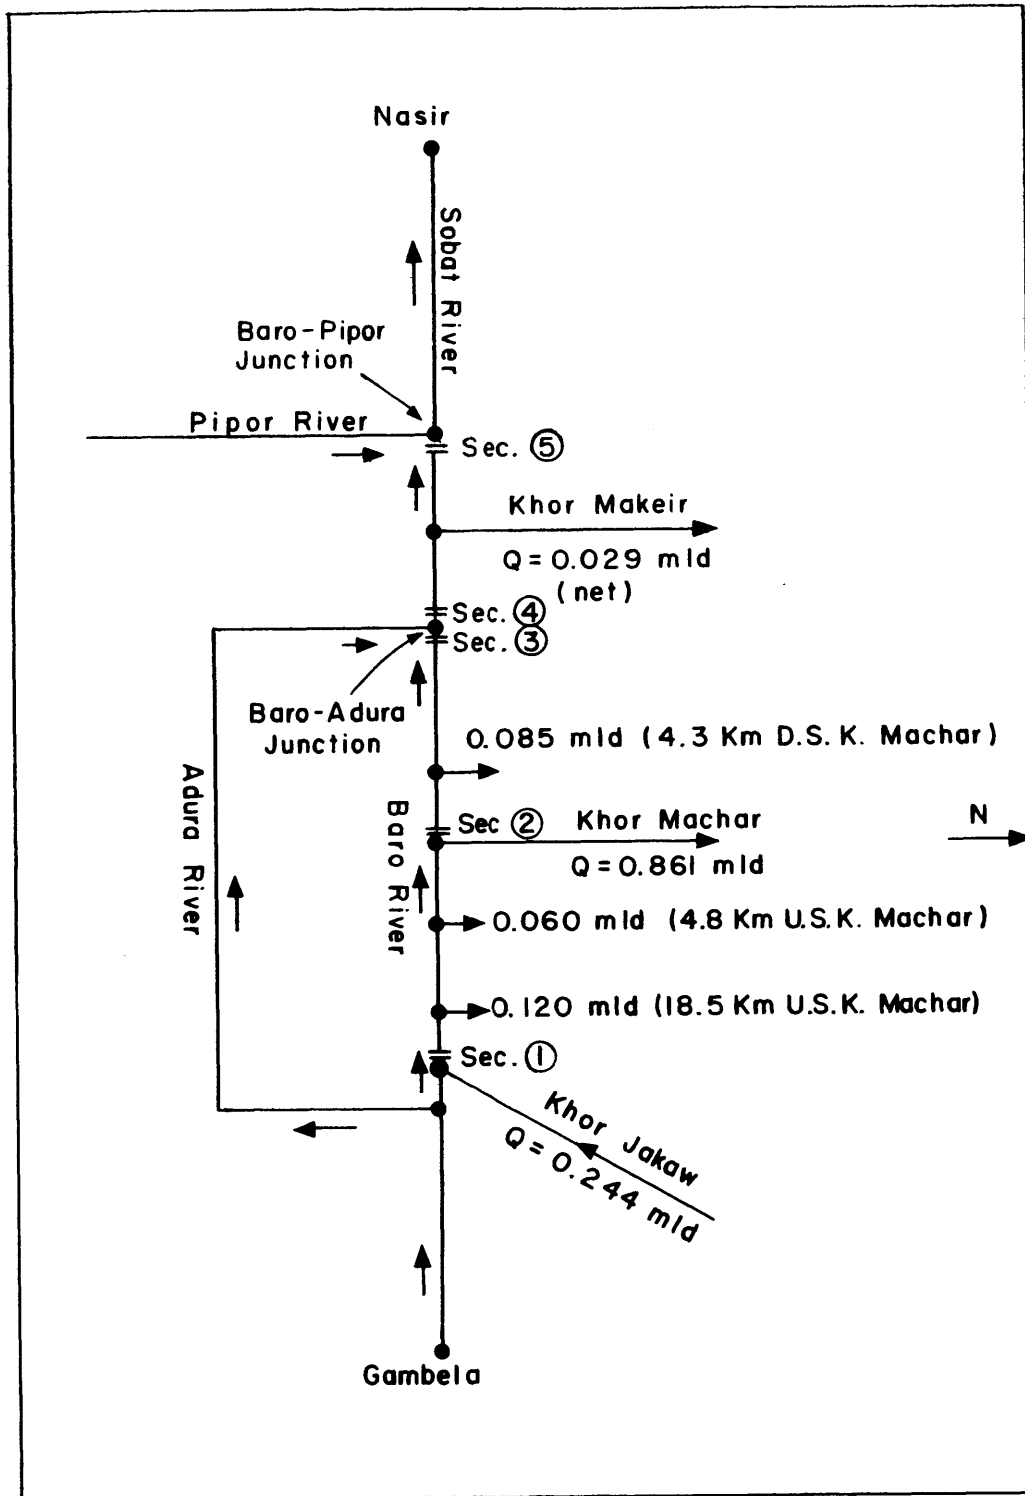 Nasir
Sobat River
Baro-Pipor
Junction
Pipor River
Sec. ⑤
Khor Makeir
Q = 0.029 mld
(net)
Sec. ④
Sec. ③
Baro-Adura
Junction
0.085 mld (4.3 Km D.S. K. Machar)
Adura River
Baro River
Sec ②
Khor Machar
N
Q = 0.861 mld
0.060 mld (4.8 Km U.S.K. Machar)
0.120 mld (18.5 Km U.S.K. Machar)
Sec. ①
Khor Jakaw
Q = 0.244 mld
Gambela